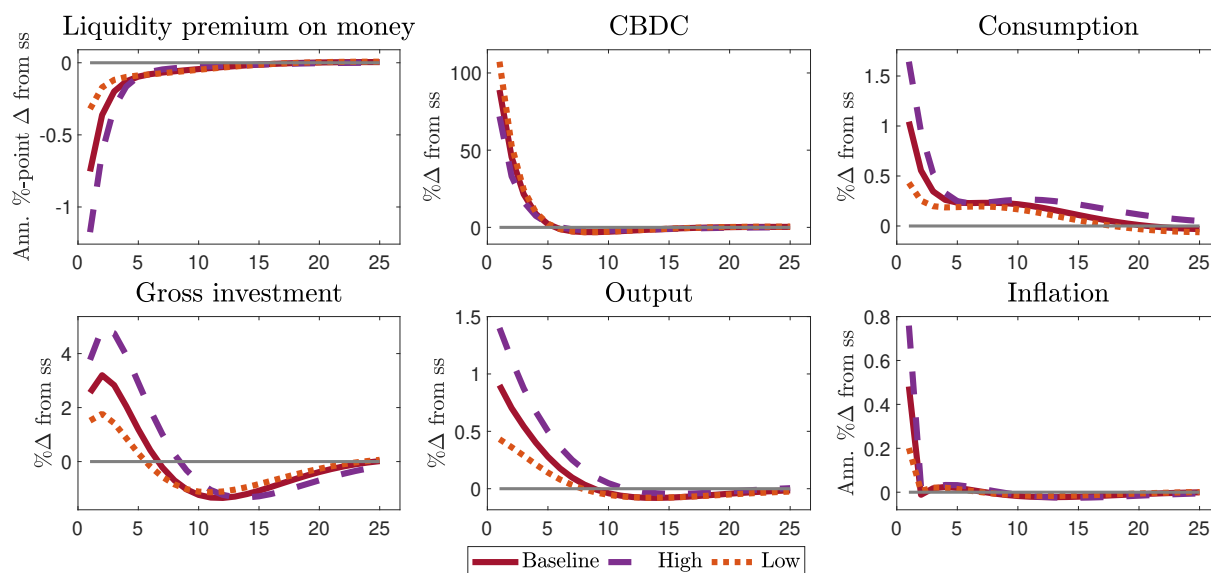 Liquidity premium on money
CBDC
Consumption
Ann. %-point Δ from ss
0
-0.5
-1
0 5 10 15 20 25
%Δ from ss
100
50
0
0 5 10 15 20 25
%Δ from ss
1.5
1
0.5
0
0 5 10 15 20 25
Gross investment
Output
Inflation
%Δ from ss
4
2
0
0 5 10 15 20 25
%Δ from ss
1.5
1
0.5
0
0 5 10 15 20 25
Ann. %Δ from ss
0.8
0.6
0.4
0.2
0
0 5 10 15 20 25
Baseline High Low